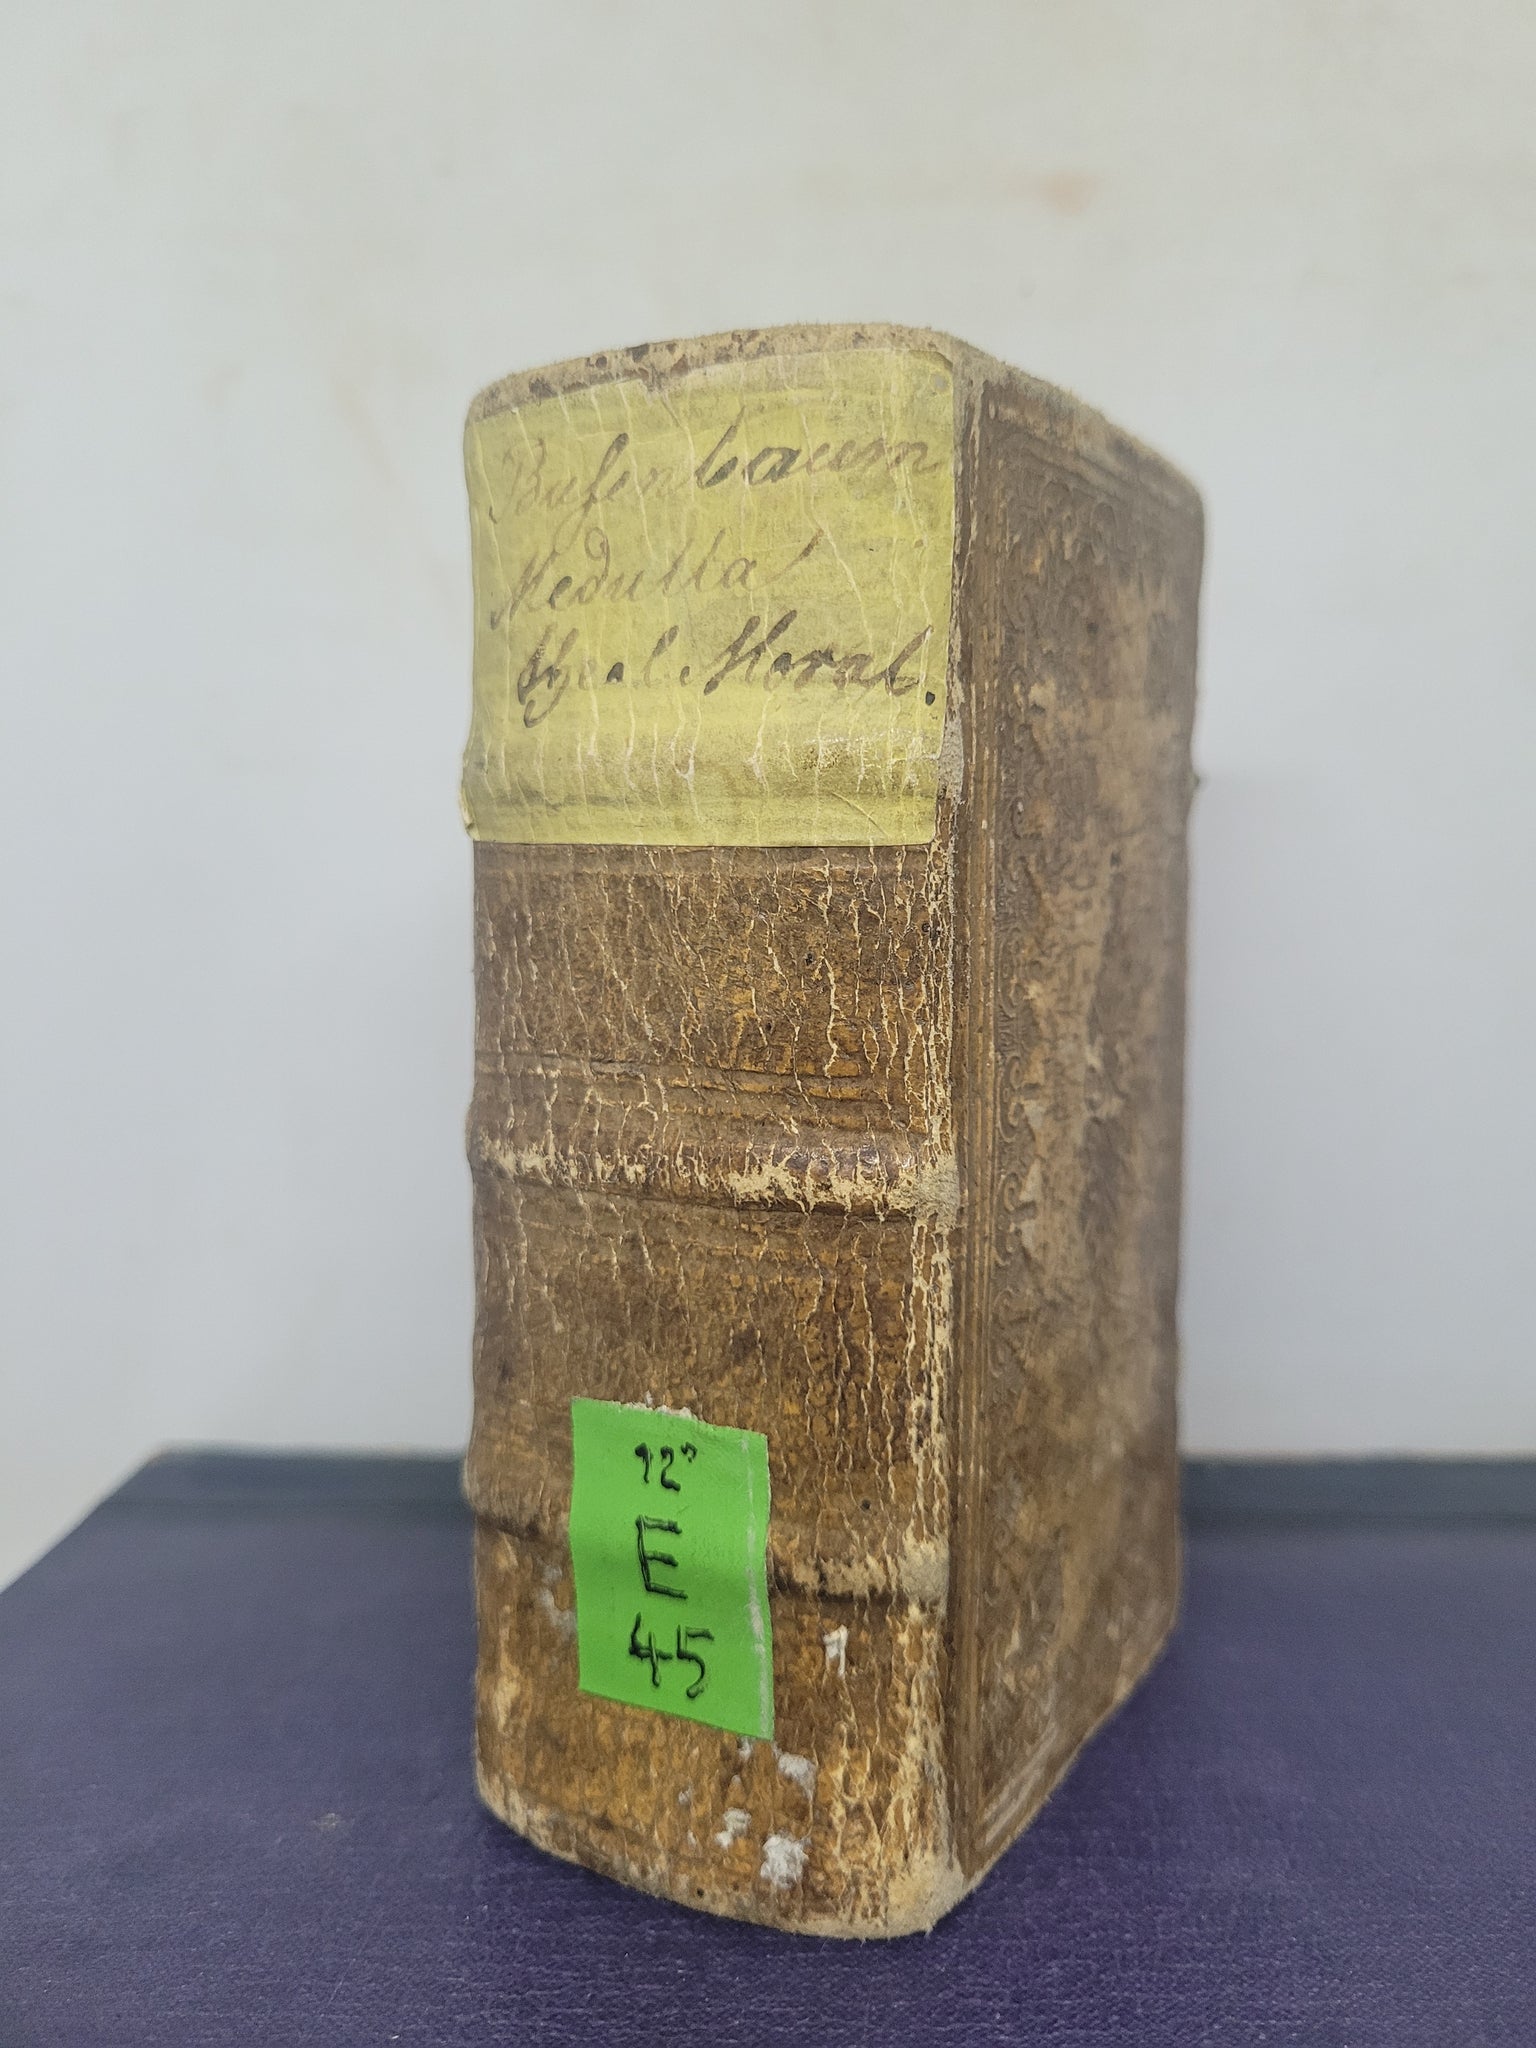 Busenbaum
Medulla
theol. Moral.
12°
E
45